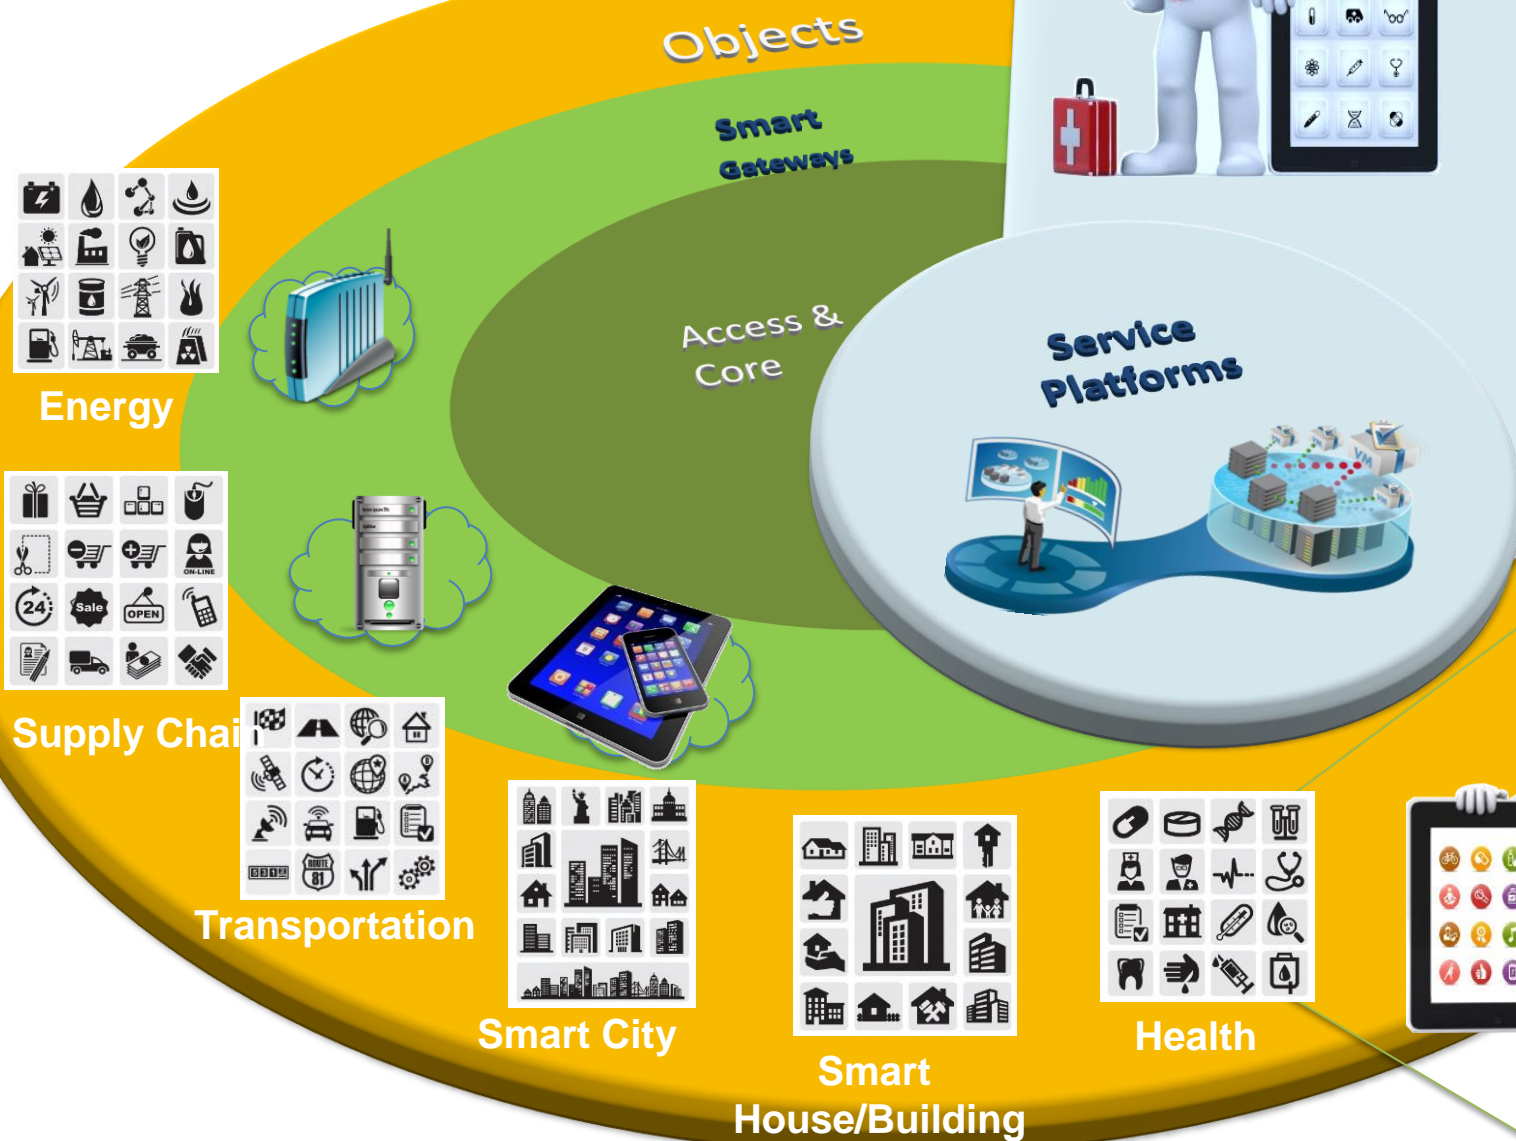 Objects
Smart
Gateways
Access &
Core
Service
Platforms
VM
VM
Energy
ON-LINE
24
Sale
OPEN
Supply Chain
ROUTE
81
Transportation
Smart City
Smart
House/Building
Health